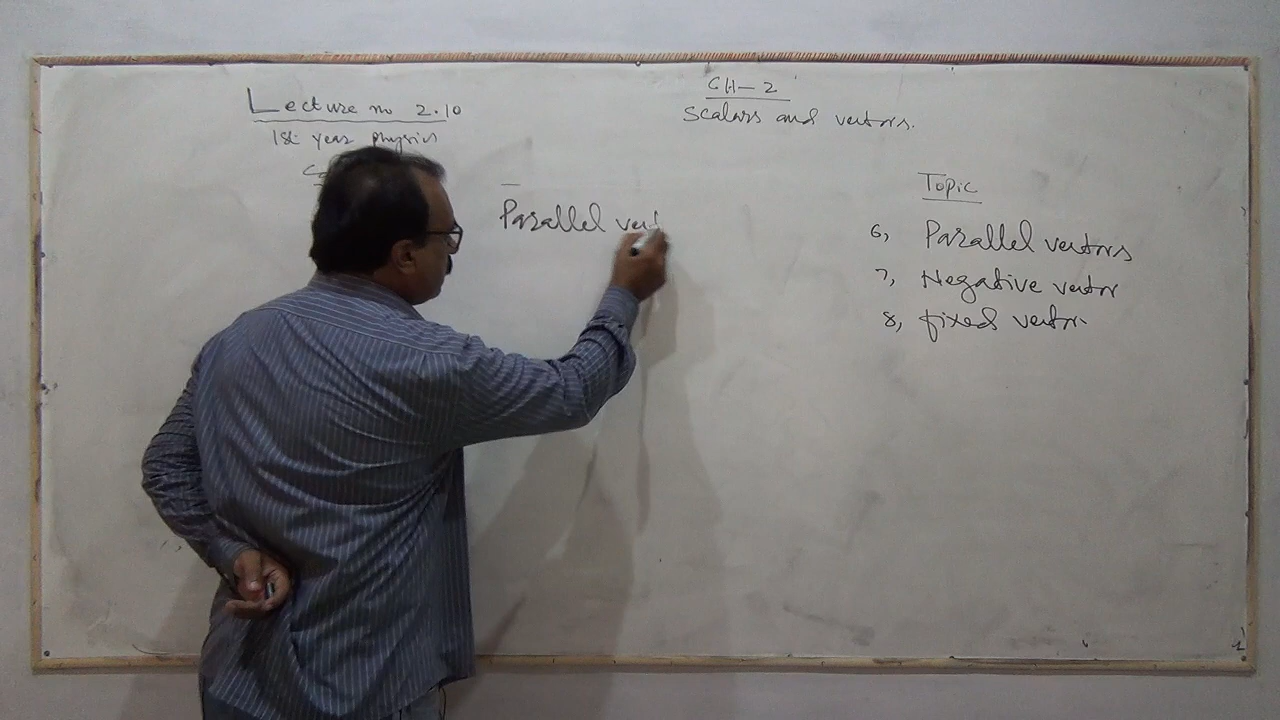 Lecture no 2.10
1st year physics
CH-2
Scalars and vectors.
Parallel vect
Topic
6, Parallel vectors
7, Negative vector
8, fixed vector.